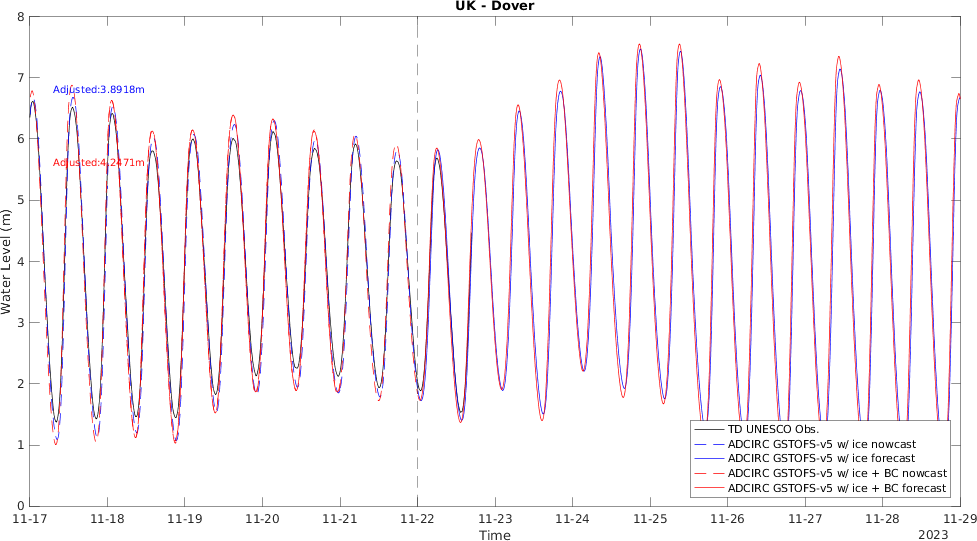 UK - Dover
8
7
6
5
4
3
2
1
0
Water Level (m)
Adjusted:3.8918m
Adjusted:4.2471m
TD UNESCO Obs.
ADCIRC GSTOFS-v5 w/ ice nowcast
ADCIRC GSTOFS-v5 w/ ice forecast
ADCIRC GSTOFS-v5 w/ ice + BC nowcast
ADCIRC GSTOFS-v5 w/ ice + BC forecast
11-17 11-18 11-19 11-20 11-21 11-22 11-23 11-24 11-25 11-26 11-27 11-28 11-29
Time
2023